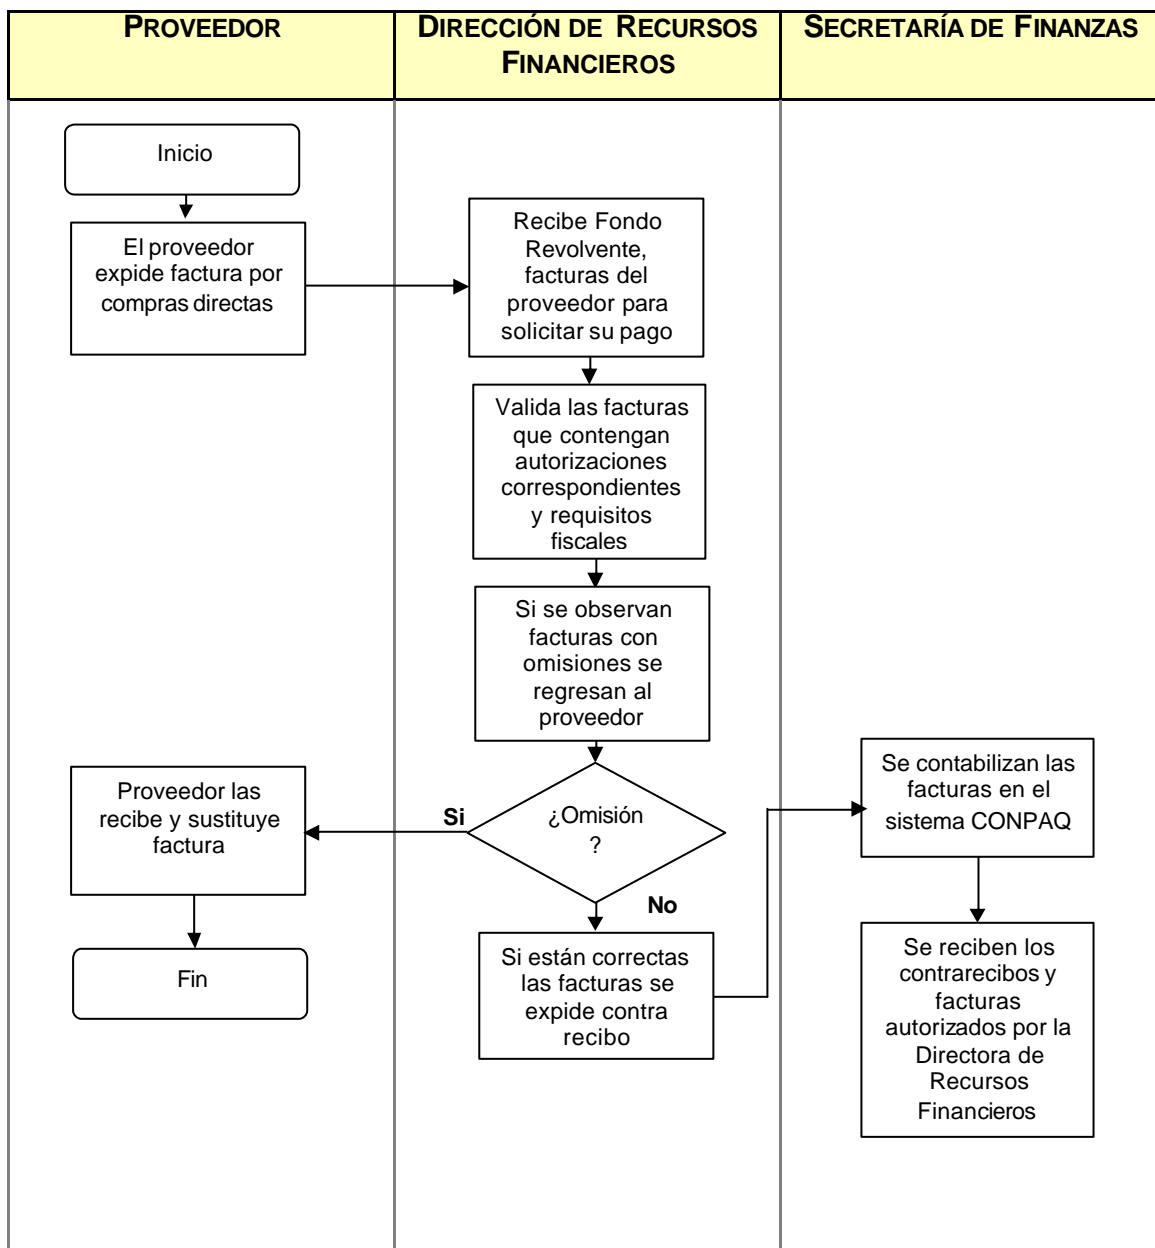 PROVEEDOR
DIRECCIÓN DE RECURSOS
FINANCIEROS
SECRETARÍA DE FINANZAS
Inicio
El proveedor
expide factura por
compras directas
Recibe Fondo
Revolvente,
facturas del
proveedor para
solicitar su pago
Valida las facturas
que contengan
autorizaciones
correspondientes
y requisitos
fiscales
Si se observan
facturas con
omisiones se
regresan al
proveedor
¿Omisión
?
Si
No
Proveedor las
recibe y sustituye
factura
Fin
Si están correctas
las facturas se
expide contra
recibo
Se contabilizan las
facturas en el
sistema CONPAQ
Se reciben los
contrarecibos y
facturas
autorizados por la
Directora de
Recursos
Financieros